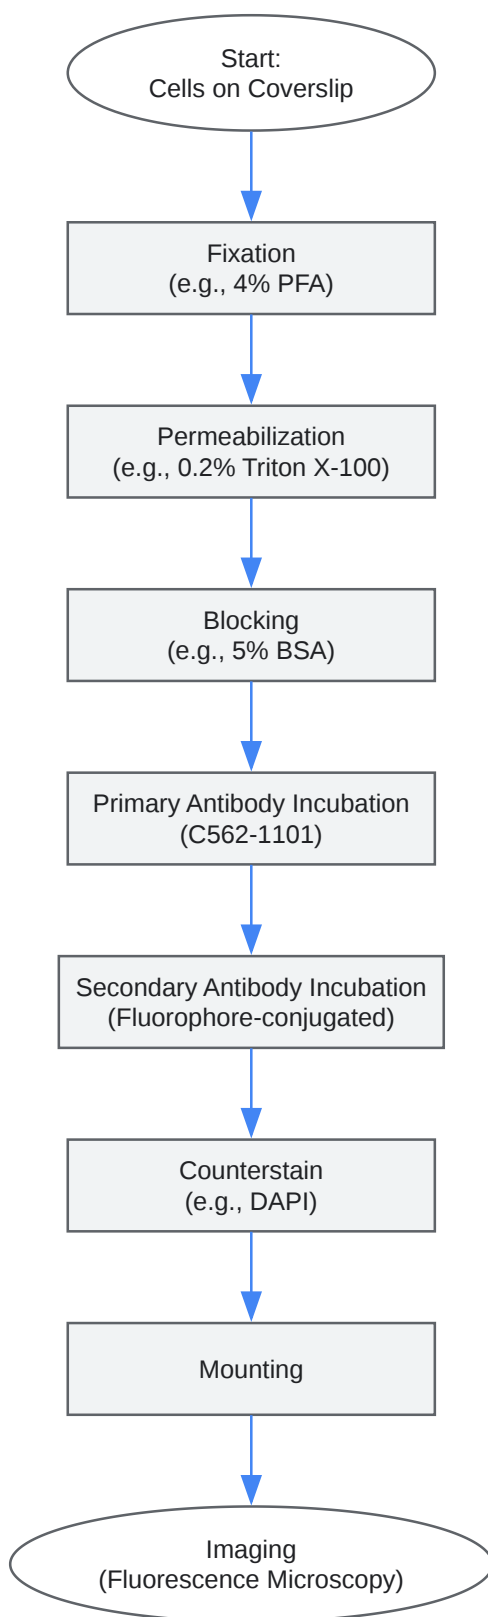 Start:
Cells on Coverslip
Fixation
(e.g., 4% PFA)
Permeabilization
(e.g., 0.2% Triton X-100)
Blocking
(e.g., 5% BSA)
Primary Antibody Incubation
(C562-1101)
Secondary Antibody Incubation
(Fluorophore-conjugated)
Counterstain
(e.g., DAPI)
Mounting
Imaging
(Fluorescence Microscopy)